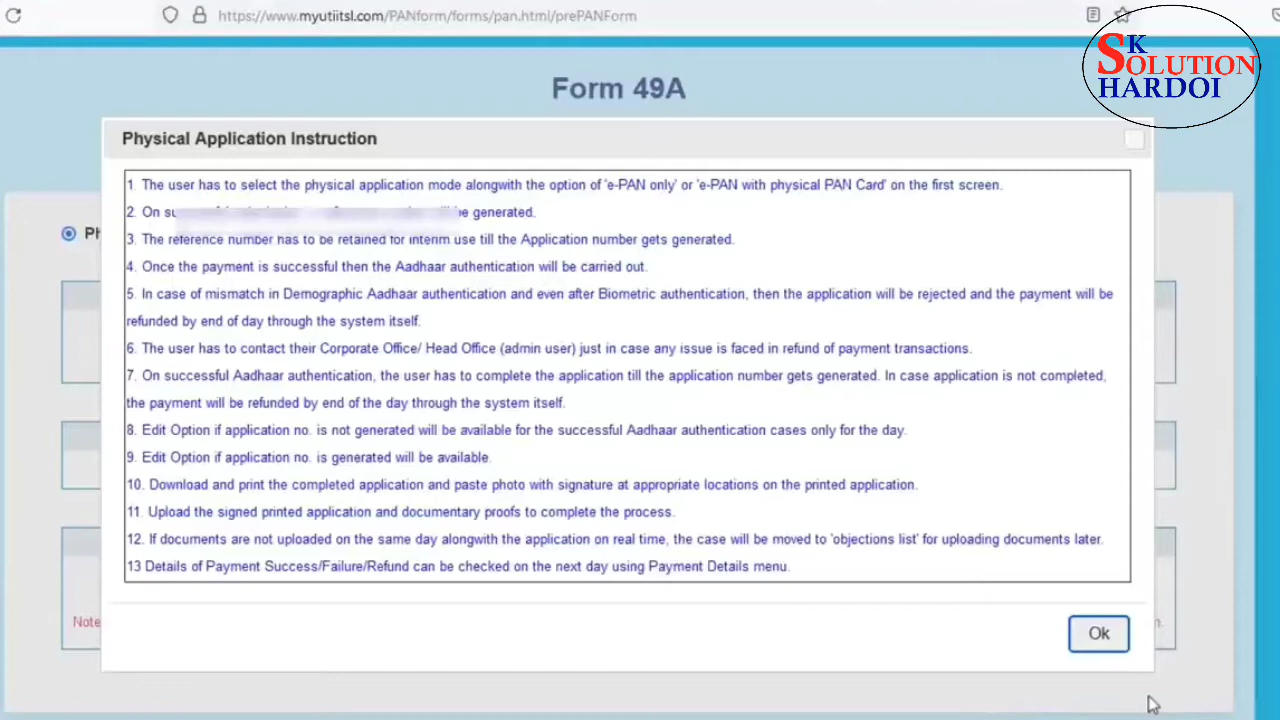 https://www.myutiitsl.com/PANform/forms/pan.html/prePANForm
SK
SOLUTION
HARDOI
Form 49A
Physical Application Instruction
1. The user has to select the physical application mode alongwith the option of 'e-PAN only' or 'e-PAN with physical PAN Card' on the first screen.
2. On generated.
3. The reference number has to be retained for interim use till the Application number gets generated.
4. Once the payment is successful then the Aadhaar authentication will be carried out.
5. In case of mismatch in Demographic Aadhaar authentication and even after Biometric authentication, then the application will be rejected and the payment will be
refunded by end of day through the system itself.
6. The user has to contact their Corporate Office/ Head Office (admin user) just in case any issue is faced in refund of payment transactions.
7. On successful Aadhaar authentication, the user has to complete the application till the application number gets generated. In case application is not completed,
the payment will be refunded by end of the day through the system itself.
8. Edit Option if application no. is not generated will be available for the successful Aadhaar authentication cases only for the day.
9. Edit Option if application no. is generated will be available.
10. Download and print the completed application and paste photo with signature at appropriate locations on the printed application.
11. Upload the signed printed application and documentary proofs to complete the process.
12. If documents are not uploaded on the same day alongwith the application on real time, the case will be moved to 'objections list' for uploading documents later.
13 Details of Payment Success/Failure/Refund can be checked on the next day using Payment Details menu.
Note
Ok